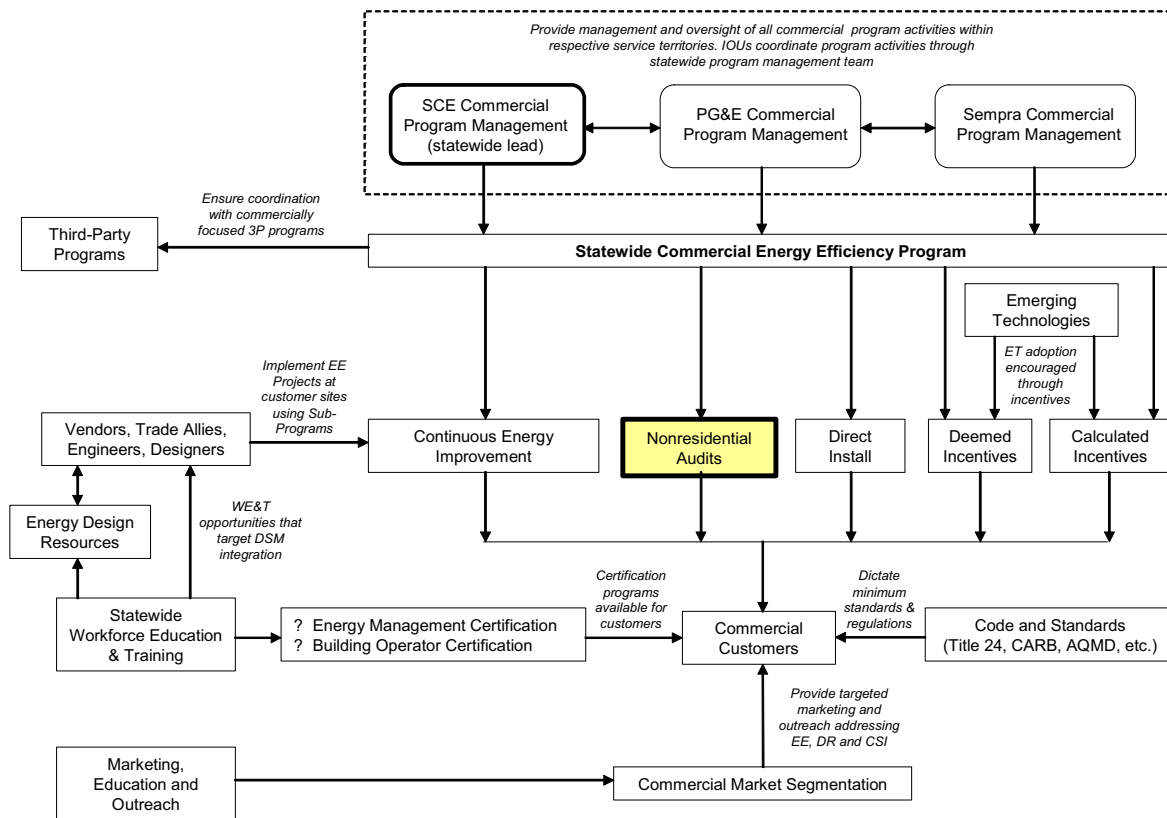 Provide management and oversight of all commercial program activities within
respective service territories. IOUs coordinate program activities through
statewide program management team
SCE Commercial
Program Management
(statewide lead)
PG&E Commercial
Program Management
Sempra Commercial
Program Management
Ensure coordination
with commercially
focused 3P programs
Third-Party
Programs
Statewide Commercial Energy Efficiency Program
Emerging
Technologies
ET adoption
encouraged
through
incentives
Implement EE
Projects at
customer sites
using Sub-
Programs
Vendors, Trade Allies,
Engineers, Designers
Continuous Energy
Improvement
Nonresidential
Audits
Direct
Install
Deemed
Incentives
Calculated
Incentives
Energy Design
Resources
WE&T
opportunities that
target DSM
integration
Statewide
Workforce Education
& Training
? Energy Management Certification
? Building Operator Certification
Certification
programs
available for
customers
Commercial
Customers
Dictate
minimum
standards &
regulations
Code and Standards
(Title 24, CARB, AQMD, etc.)
Provide targeted
marketing and
outreach addressing
EE, DR and CSI
Marketing,
Education and
Outreach
Commercial Market Segmentation